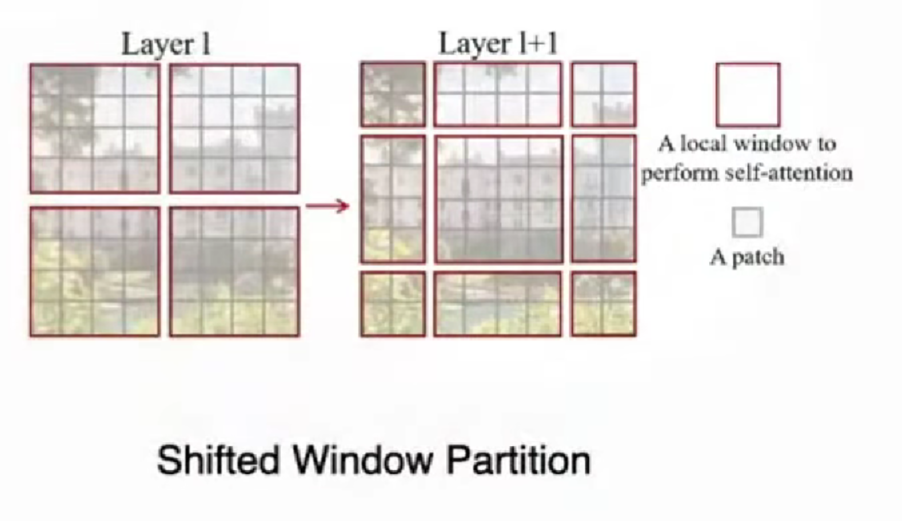 Layer l
Layer l+1
A local window to
perform self-attention
A patch
Shifted Window Partition